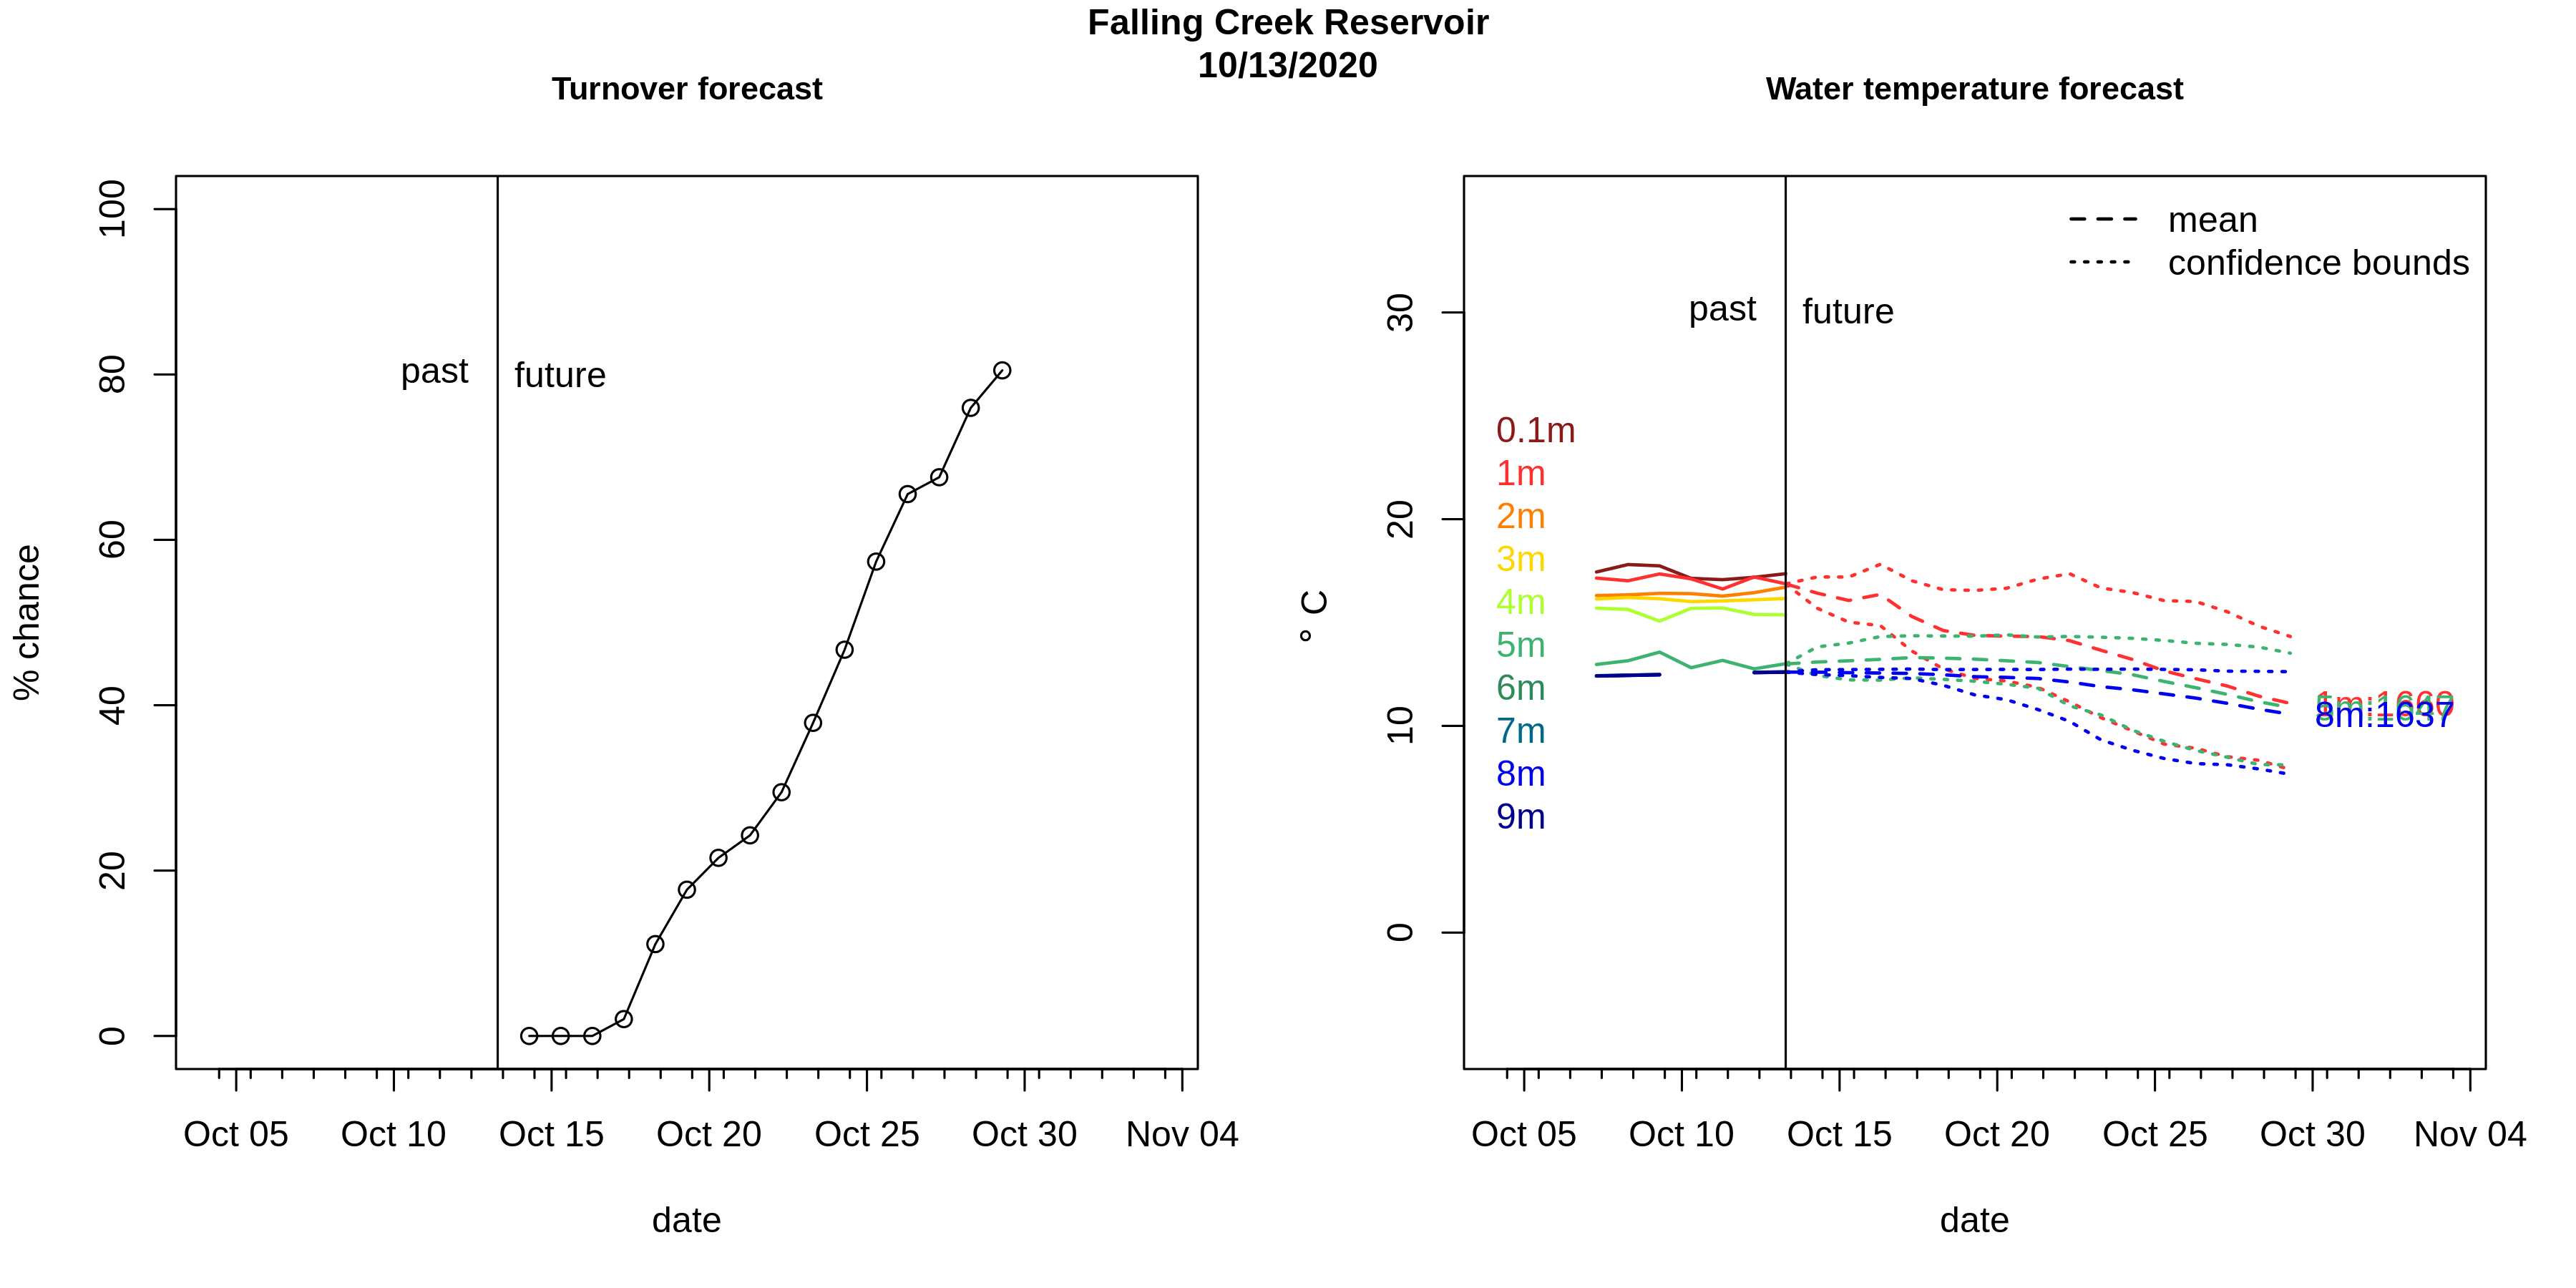 Falling Creek Reservoir
10/13/2020
Turnover forecast
% chance
100
80
60
40
20
0
past
future
Oct 05
Oct 10
Oct 15
Oct 20
Oct 25
Oct 30
Nov 04
date
Water temperature forecast
° C
30
20
10
0
mean
confidence bounds
past
future
0.1m
1m
2m
3m
4m
5m
6m
7m
8m
9m
8m:1637
Oct 05
Oct 10
Oct 15
Oct 20
Oct 25
Oct 30
Nov 04
date